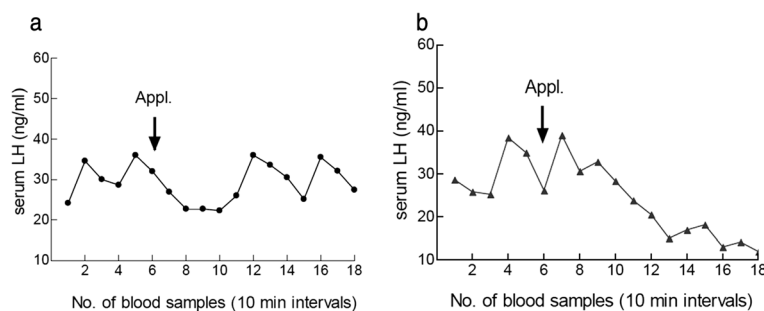 a
60
50
40
30
20
10
serum LH (ng/ml)
Appl.
2 4 6 8 10 12 14 16 18
No. of blood samples (10 min intervals)
b
60
50
40
30
20
10
serum LH (ng/ml)
Appl.
2 4 6 8 10 12 14 16 18
No. of blood samples (10 min intervals)